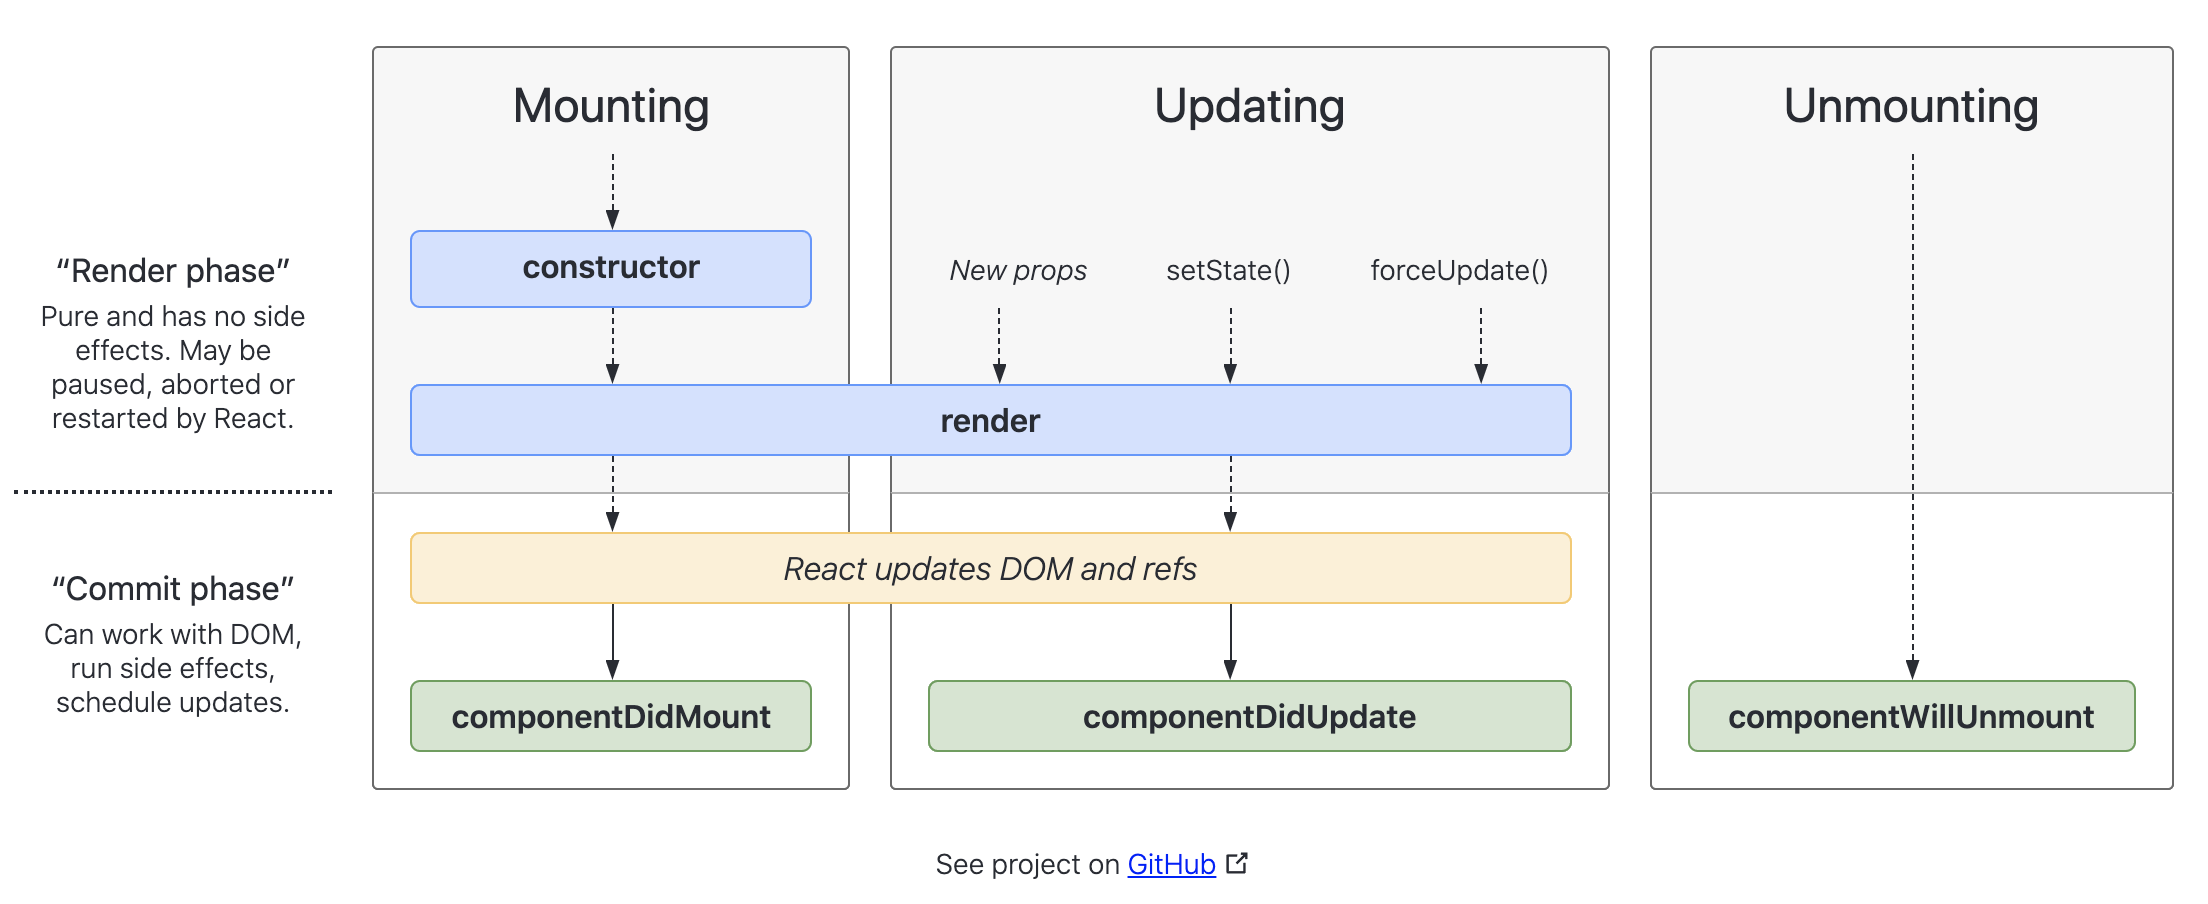 Mounting
Updating
Unmounting
“Render phase”
Pure and has no side
effects. May be
paused, aborted or
restarted by React.
constructor
New props
setState()
forceUpdate()
render
“Commit phase”
Can work with DOM,
run side effects,
schedule updates.
React updates DOM and refs
componentDidMount
componentDidUpdate
componentWillUnmount
See project on GitHub